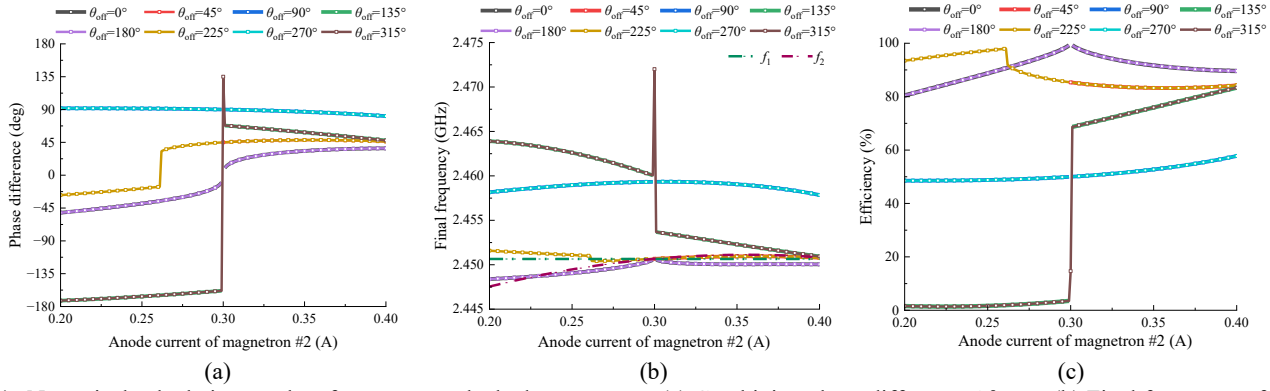 θoff=0° θoff=45° θoff=90° θoff=135°
θoff=180° θoff=225° θoff=270° θoff=315°
180
135
90
45
0
−45
−90
−135
−180
Phase difference (deg)
0.20 0.25 0.30 0.35 0.40
Anode current of magnetron #2 (A)
(a)
θoff=0° θoff=45° θoff=90° θoff=135°
θoff=180° θoff=225° θoff=270° θoff=315°
f1 f2
2.475
2.470
2.465
2.460
2.455
2.450
2.445
Final frequency (GHz)
0.20 0.25 0.30 0.35 0.40
Anode current of magnetron #2 (A)
(b)
θoff=0° θoff=45° θoff=90° θoff=135°
θoff=180° θoff=225° θoff=270° θoff=315°
100
80
60
40
20
0
Efficiency (%)
0.20 0.25 0.30 0.35 0.40
Anode current of magnetron #2 (A)
(c)